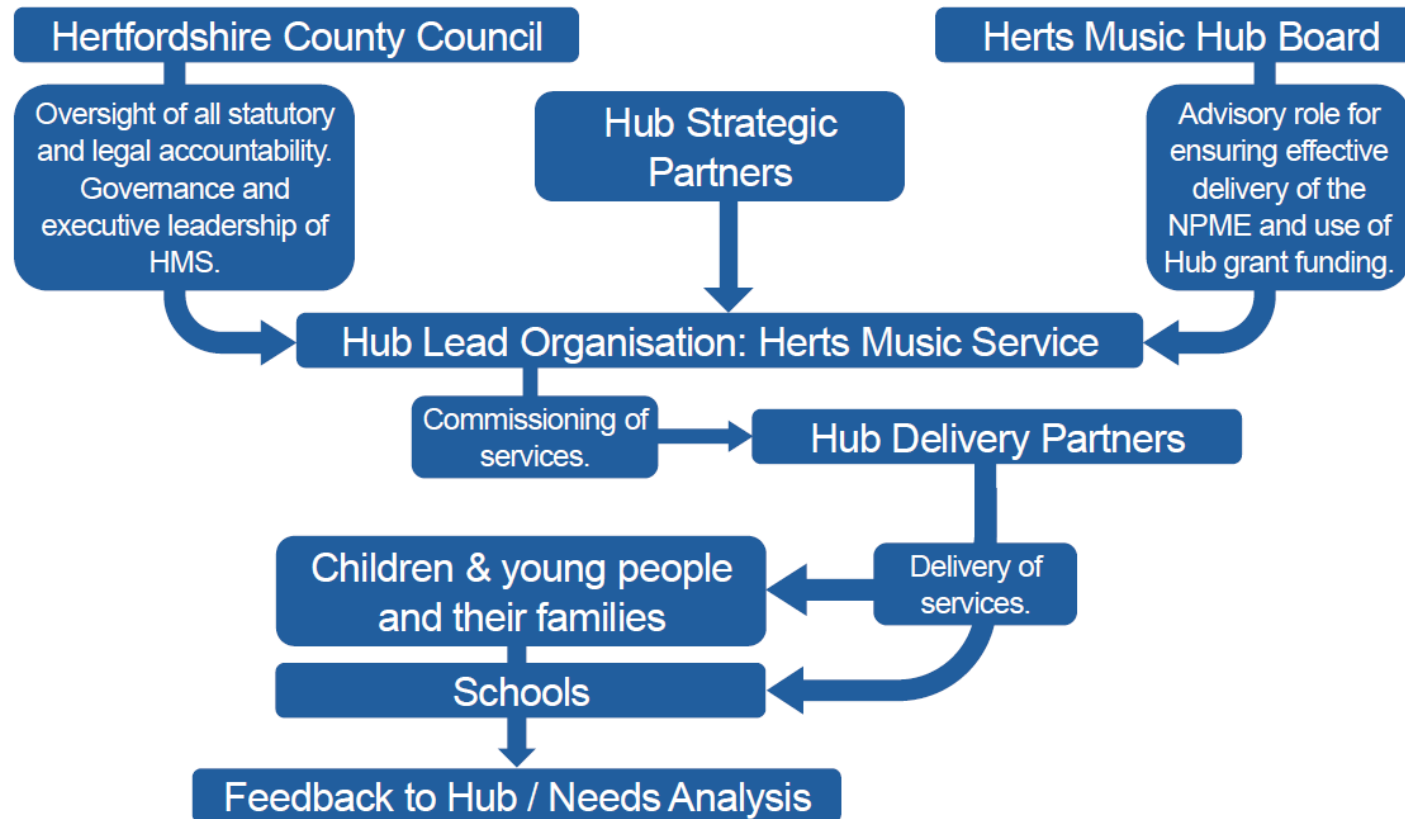 Hertfordshire County Council
Herts Music Hub Board
Oversight of all statutory
and legal accountability.
Governance and
executive leadership of
HMS.
Hub Strategic
Partners
Advisory role for
ensuring effective
delivery of the
NPME and use of
Hub grant funding.
Hub Lead Organisation: Herts Music Service
Commissioning of
services.
Hub Delivery Partners
Children & young people
and their families
Delivery of
services.
Schools
Feedback to Hub / Needs Analysis